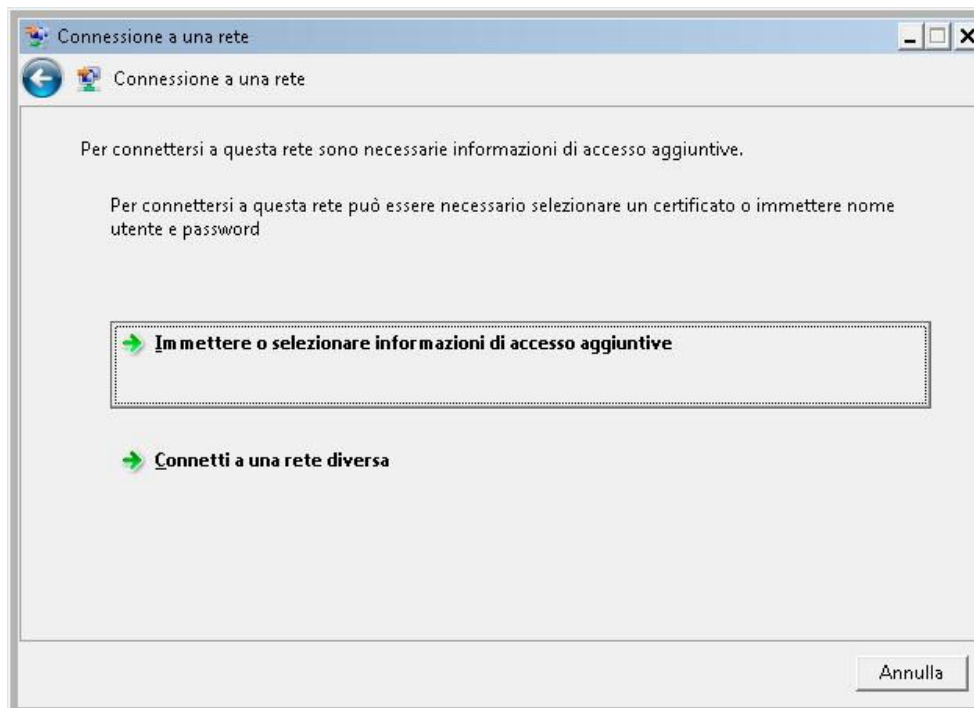 Connessione a una rete
Connessione a una rete
Per connettersi a questa rete sono necessarie informazioni di accesso aggiuntive.
Per connettersi a questa rete può essere necessario selezionare un certificato o immettere nome
utente e password
Immettere o selezionare informazioni di accesso aggiuntive
Connetti a una rete diversa
Annulla